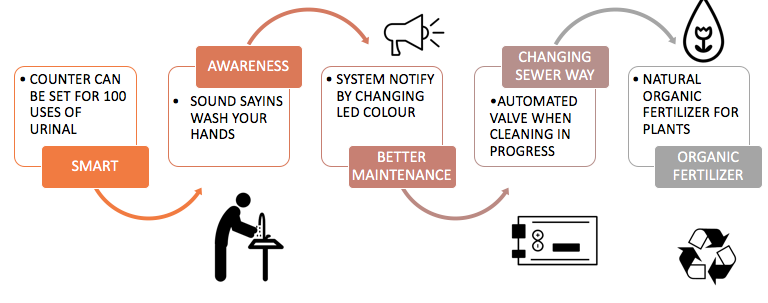 • COUNTER CAN
BE SET FOR 100
USES OF
URINAL
SMART
AWARENESS
• SOUND SAYINS
WASH YOUR
HANDS
• SYSTEM NOTIFY
BY CHANGING
LED COLOUR
BETTER
MAINTENANCE
CHANGING
SEWER WAY
•AUTOMATED
VALVE WHEN
CLEANING IN
PROGRESS
• NATURAL
ORGANIC
FERTILIZER FOR
PLANTS
ORGANIC
FERTILIZER